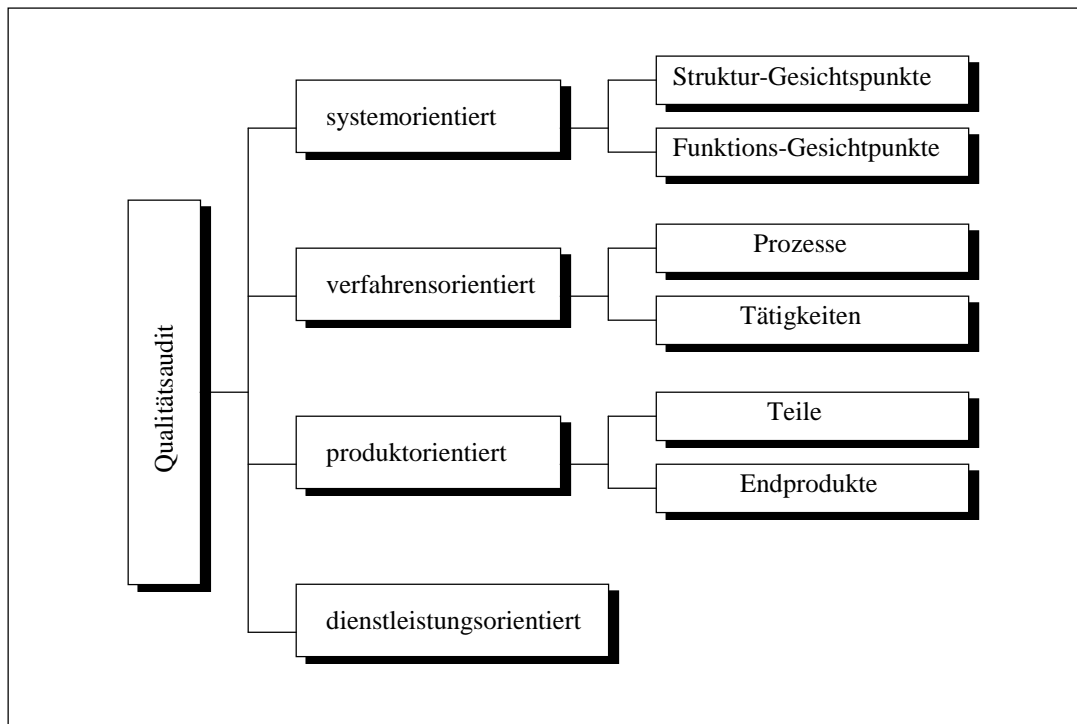 Qualitätsaudit
systemorientiert
Struktur-Gesichtspunkte
Funktions-Gesichtpunkte
verfahrensorientiert
Prozesse
Tätigkeiten
produktorientiert
Teile
Endprodukte
dienstleistungsorientiert